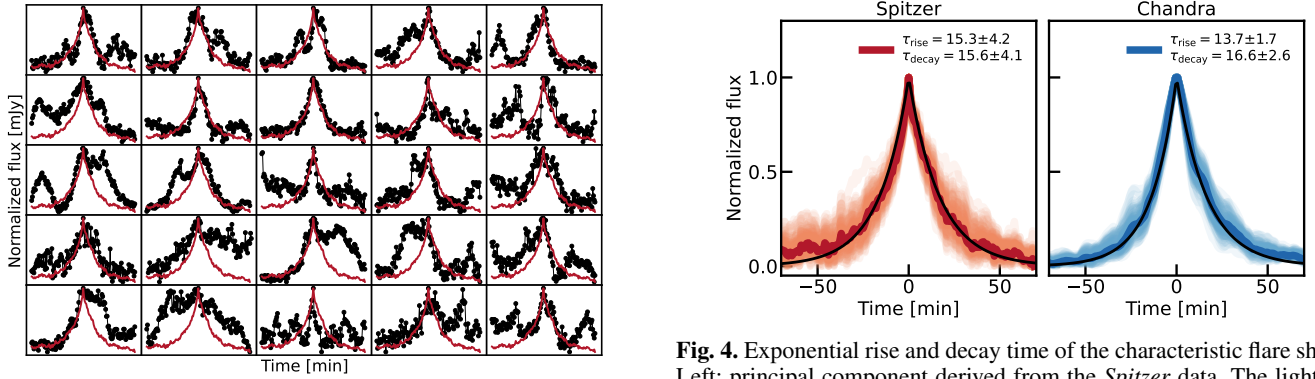 Normalized flux [mJy]
Time [min]
Spitzer
τrise = 15.3±4.2
τdecay = 15.6±4.1
Normalized flux
1.0
0.5
0.0
−50 0 50
Time [min]
Chandra
τrise = 13.7±1.7
τdecay = 16.6±2.6
−50 0 50
Time [min]
Fig. 4. Exponential rise and decay time of the characteristic flare sh
Left: principal component derived from the Spitzer data. The light